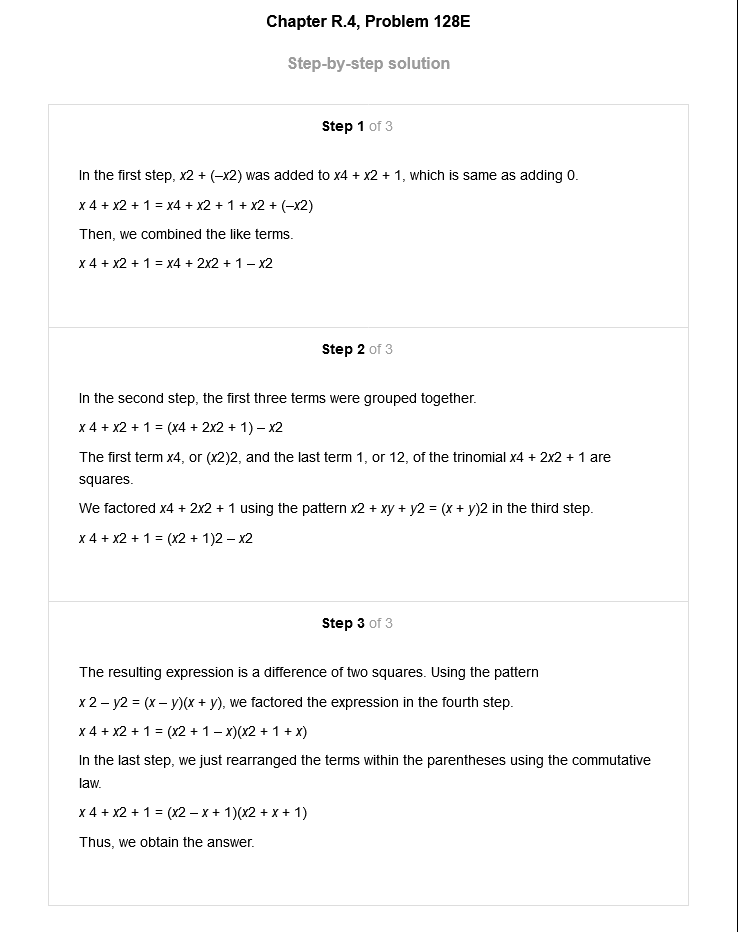 Chapter R.4, Problem 128E
Step-by-step solution
Step 1 of 3
In the first step, x2 + (–x2) was added to x4 + x2 + 1, which is same as adding 0.
x 4 + x2 + 1 = x4 + x2 + 1 + x2 + (–x2)
Then, we combined the like terms.
x 4 + x2 + 1 = x4 + 2x2 + 1 – x2
Step 2 of 3
In the second step, the first three terms were grouped together.
x 4 + x2 + 1 = (x4 + 2x2 + 1) – x2
The first term x4, or (x2)2, and the last term 1, or 12, of the trinomial x4 + 2x2 + 1 are
squares.
We factored x4 + 2x2 + 1 using the pattern x2 + xy + y2 = (x + y)2 in the third step.
x 4 + x2 + 1 = (x2 + 1)2 – x2
Step 3 of 3
The resulting expression is a difference of two squares. Using the pattern
x 2 – y2 = (x – y)(x + y), we factored the expression in the fourth step.
x 4 + x2 + 1 = (x2 + 1 – x)(x2 + 1 + x)
In the last step, we just rearranged the terms within the parentheses using the commutative
law.
x 4 + x2 + 1 = (x2 – x + 1)(x2 + x + 1)
Thus, we obtain the answer.